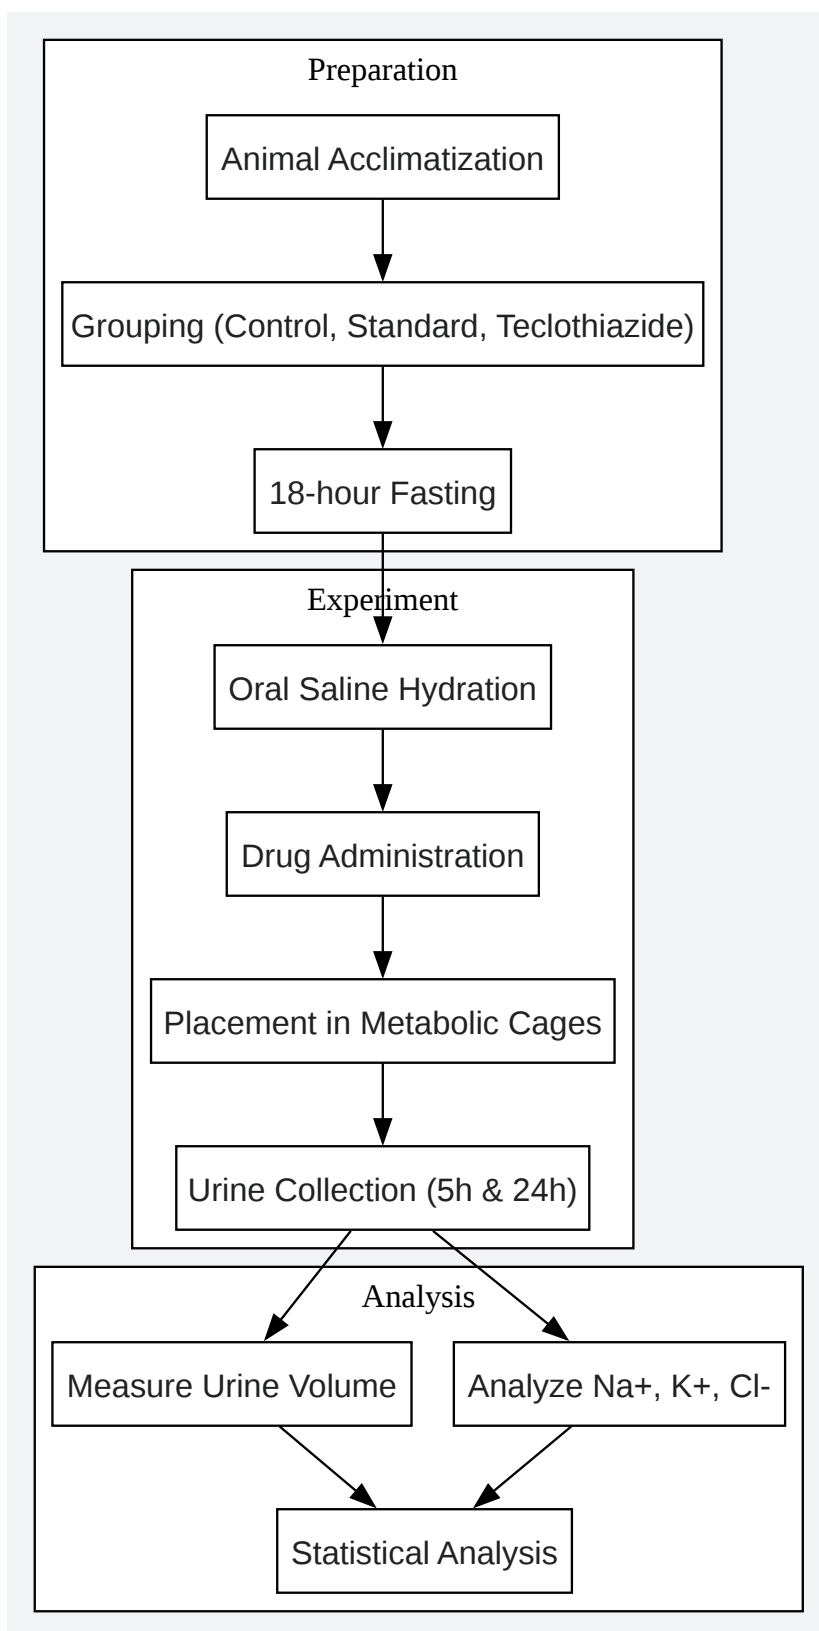 Preparation
Animal Acclimatization
Grouping (Control, Standard, Teclothiazide)
18-hour Fasting
Experiment
Oral Saline Hydration
Drug Administration
Placement in Metabolic Cages
Urine Collection (5h & 24h)
Analysis
Measure Urine Volume
Analyze Na+, K+, Cl-
Statistical Analysis